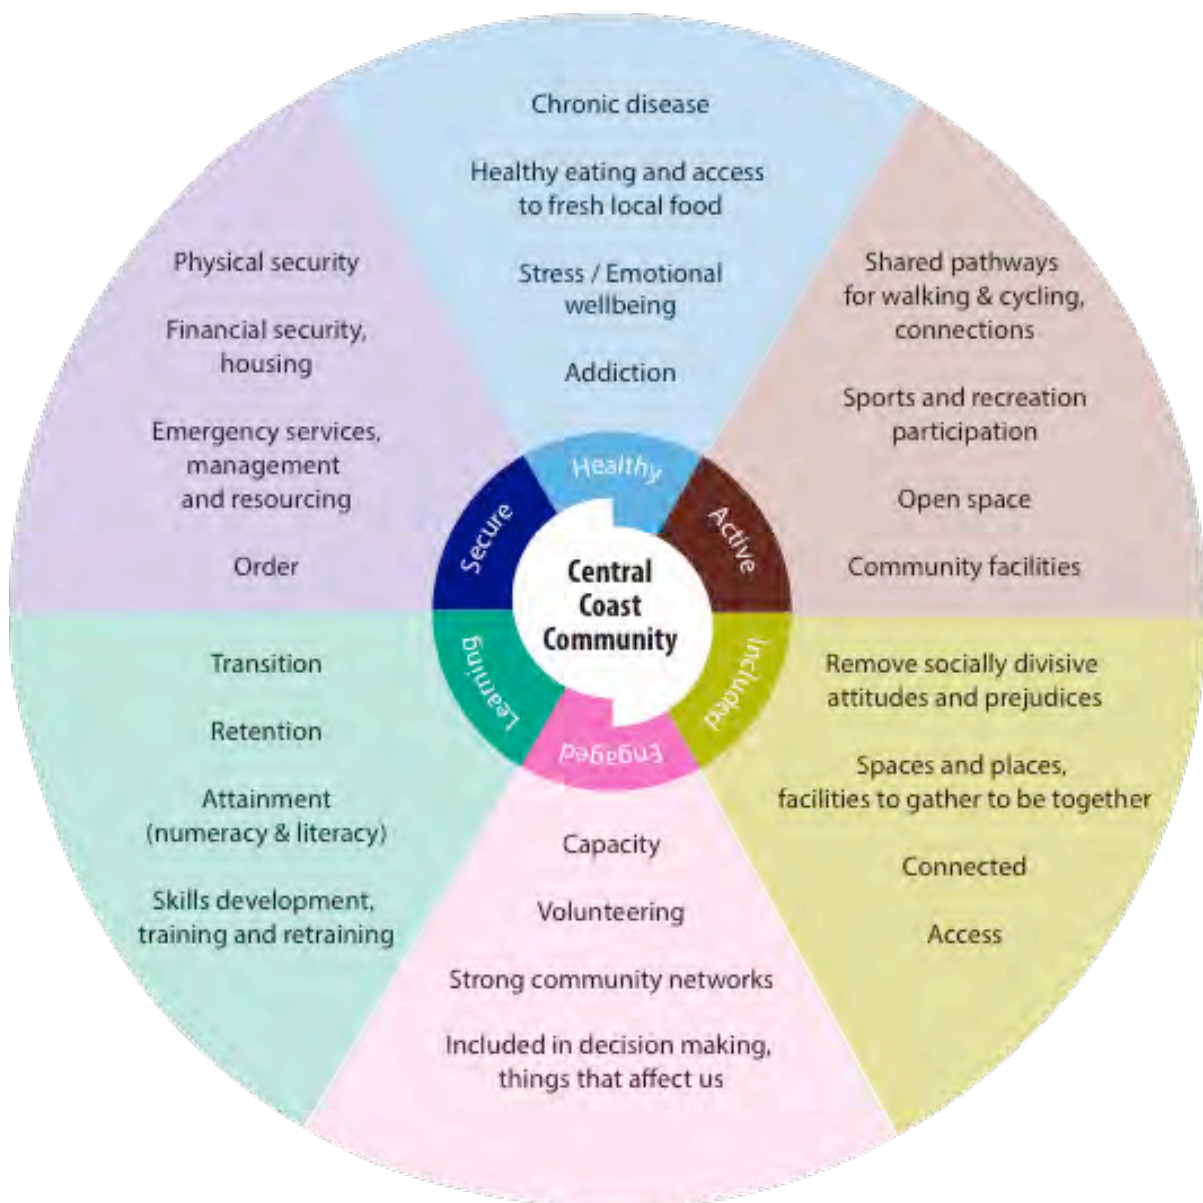 Chronic disease
Healthy eating and access
to fresh local food
Stress / Emotional
wellbeing
Addiction
Shared pathways
for walking & cycling,
connections
Sports and recreation
participation
Open space
Community facilities
Remove socially divisive
attitudes and prejudices
Spaces and places,
facilities to gather to be together
Connected
Access
Capacity
Volunteering
Strong community networks
Included in decision making,
things that affect us
Transition
Retention
Attainment
(numeracy & literacy)
Skills development,
training and retraining
Physical security
Financial security,
housing
Emergency services,
management
and resourcing
Order
Healthy
Active
Included
Engaged
Learning
Secure
Central
Coast
Community